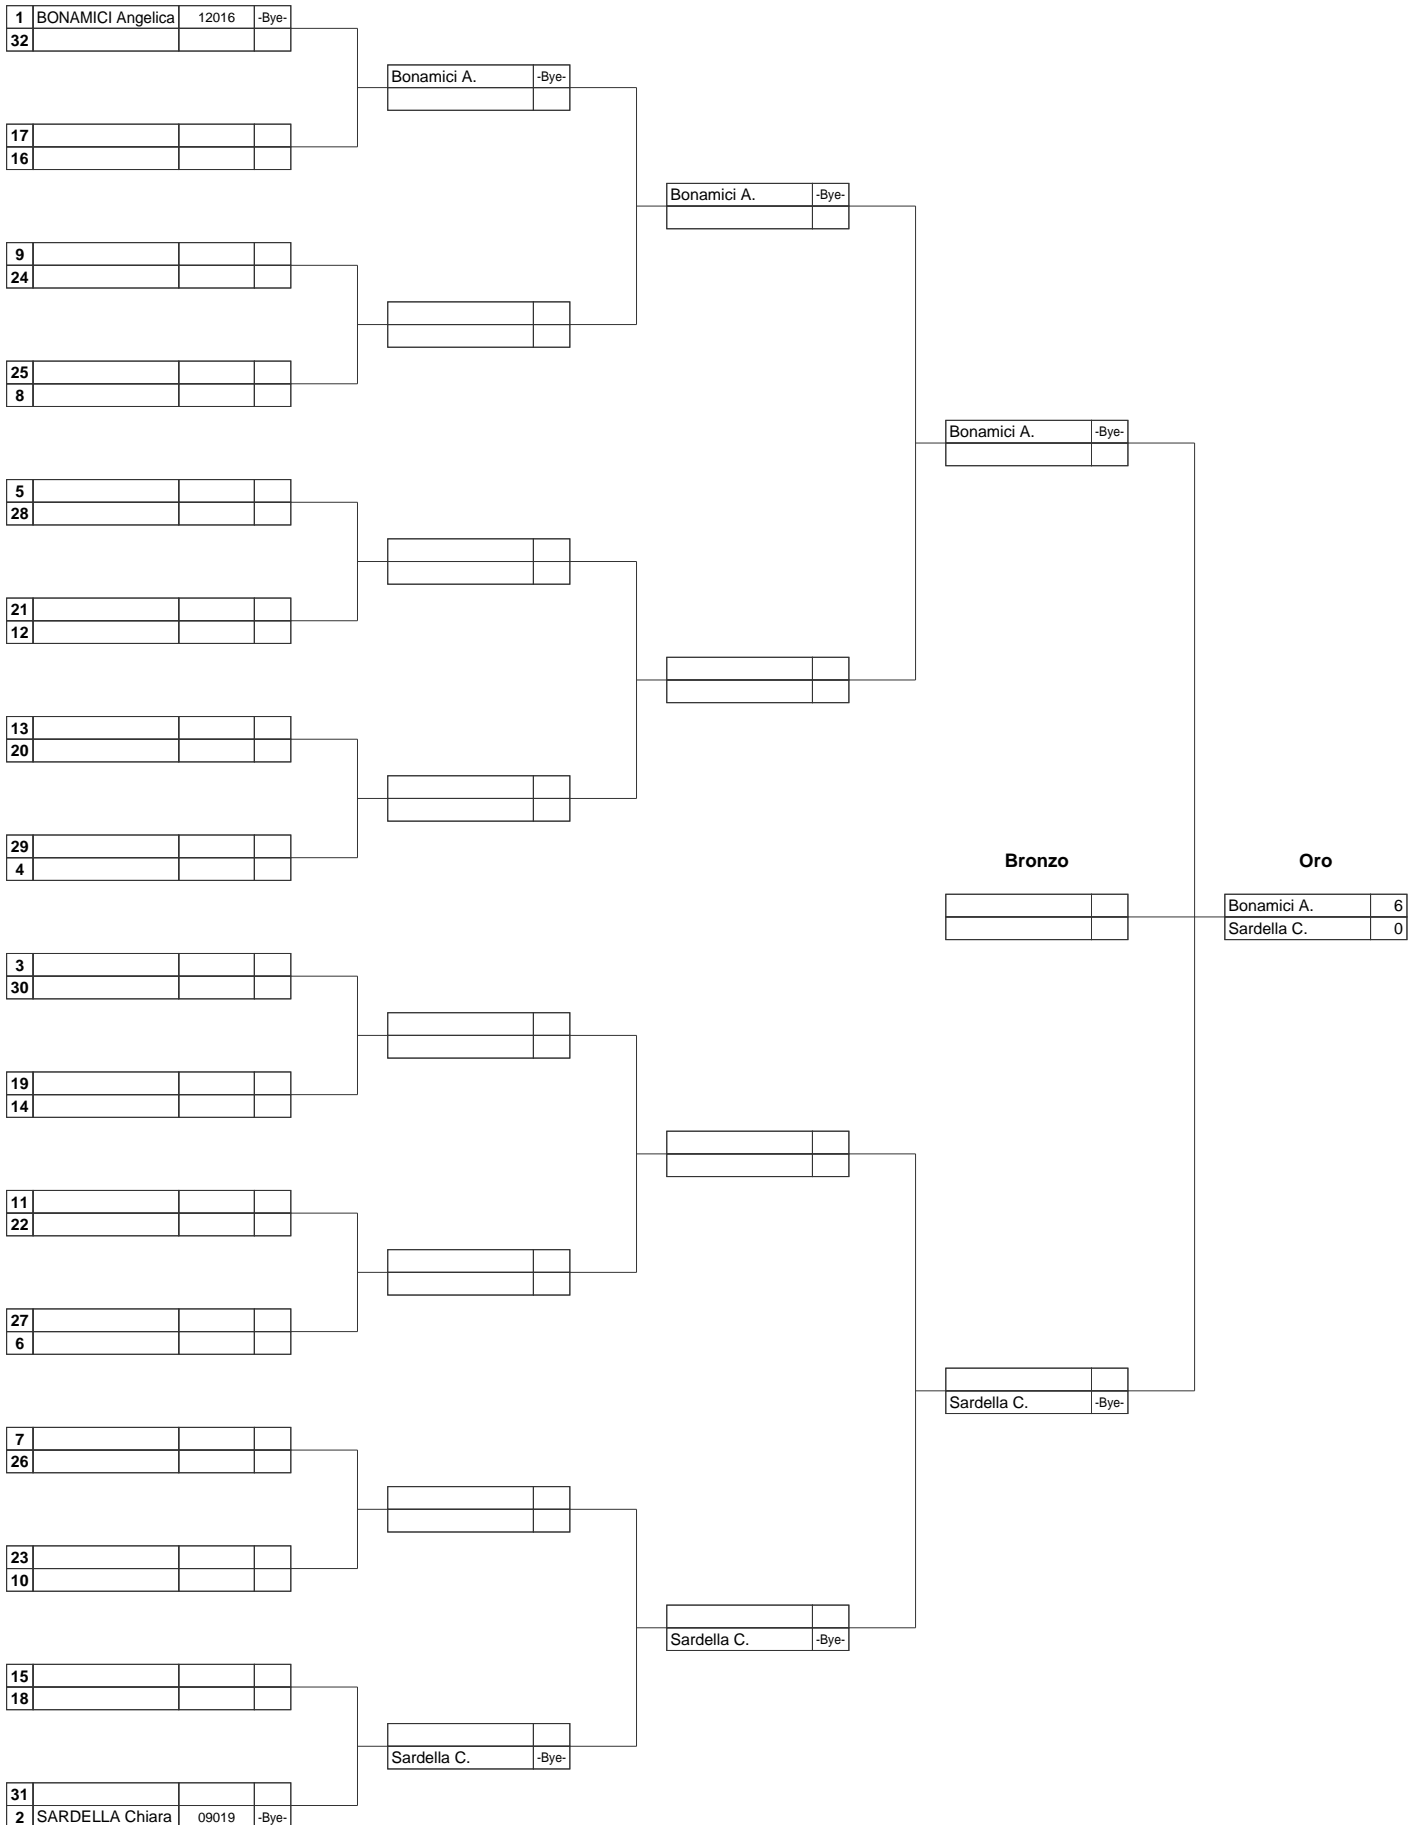 1 BONAMICI Angelica 12016 -Bye-
32
Bonamici A. -Bye-
17
16
Bonamici A. -Bye-
9
24
25
8
Bonamici A. -Bye-
5
28
21
12
13
20
29
4
Bronzo Oro
Bonamici A. 6
Sardella C. 0
3
30
19
14
11
22
27
6
Sardella C. -Bye-
7
26
23
10
Sardella C. -Bye-
15
18
Sardella C. -Bye-
31
2 SARDELLA Chiara 09019 -Bye-